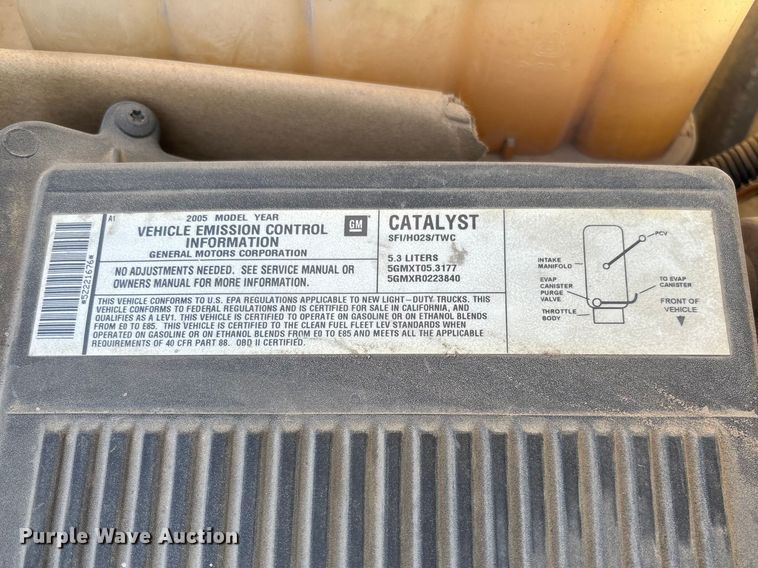 A1
2005 MODEL YEAR
VEHICLE EMISSION CONTROL
INFORMATION
GENERAL MOTORS CORPORATION
GM
NO ADJUSTMENTS NEEDED. SEE SERVICE MANUAL OR
OWNERS MANUAL FOR MORE INFORMATION.
CATALYST
SFI/HO2S/TWC
5.3 LITERS
5GMXT05.3177
5GMXR0223840
THIS VEHICLE CONFORMS TO U.S. EPA REGULATIONS APPLICABLE TO NEW LIGHT-DUTY TRUCKS. THIS
VEHICLE CONFORMS TO FEDERAL REGULATIONS AND IS CERTIFIED FOR SALE IN CALIFORNIA, AND
QUALIFIES AS A LEV1. THIS VEHICLE IS CERTIFIED TO OPERATE ON GASOLINE OR ON ETHANOL BLENDS
FROM E0 TO E85. THIS VEHICLE IS CERTIFIED TO THE CLEAN FUEL FLEET LEV STANDARDS WHEN
OPERATED ON GASOLINE OR ON ETHANOL BLENDS FROM E0 TO E85 AND MEETS ALL THE APPLICABLE
REQUIREMENTS OF 40 CFR PART 88. OBD II CERTIFIED.
*52221676*
PCV
INTAKE
MANIFOLD
EVAP
CANISTER
PURGE
VALVE
THROTTLE
BODY
TO EVAP
CANISTER
FRONT OF
VEHICLE
Purple Wave Auction